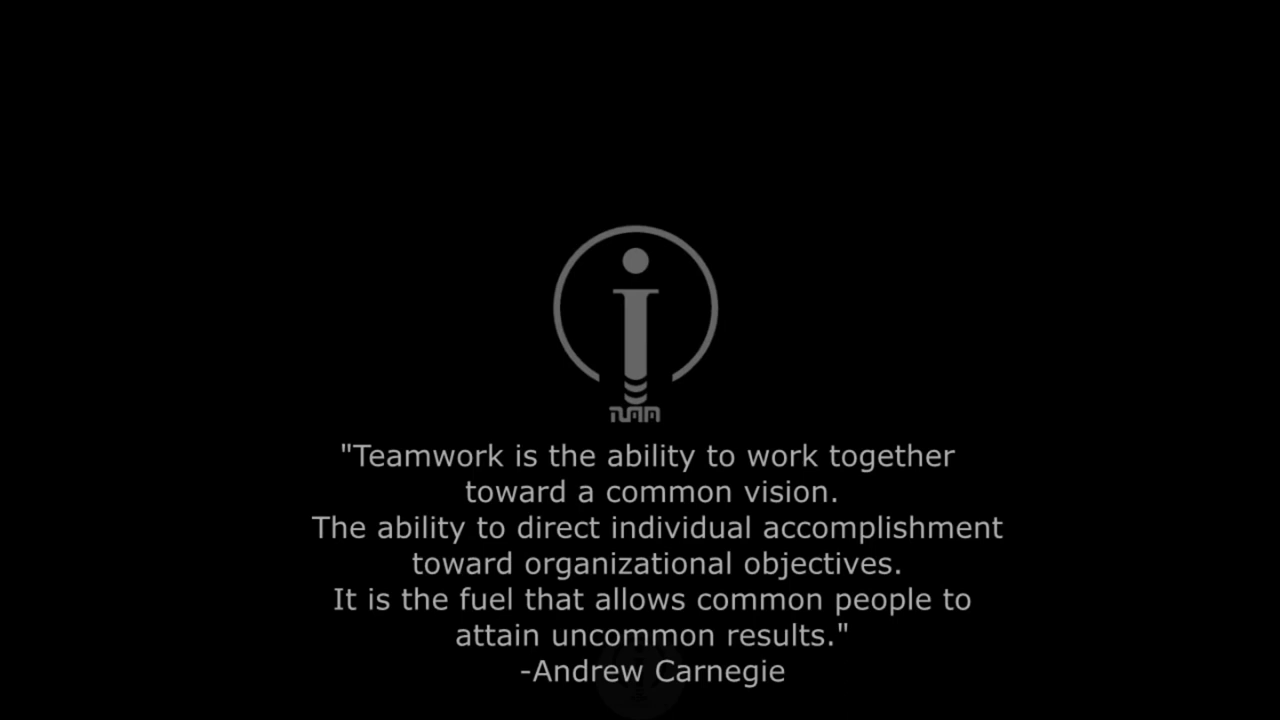 "Teamwork is the ability to work together
toward a common vision.
The ability to direct individual accomplishment
toward organizational objectives.
It is the fuel that allows common people to
attain uncommon results."
-Andrew Carnegie